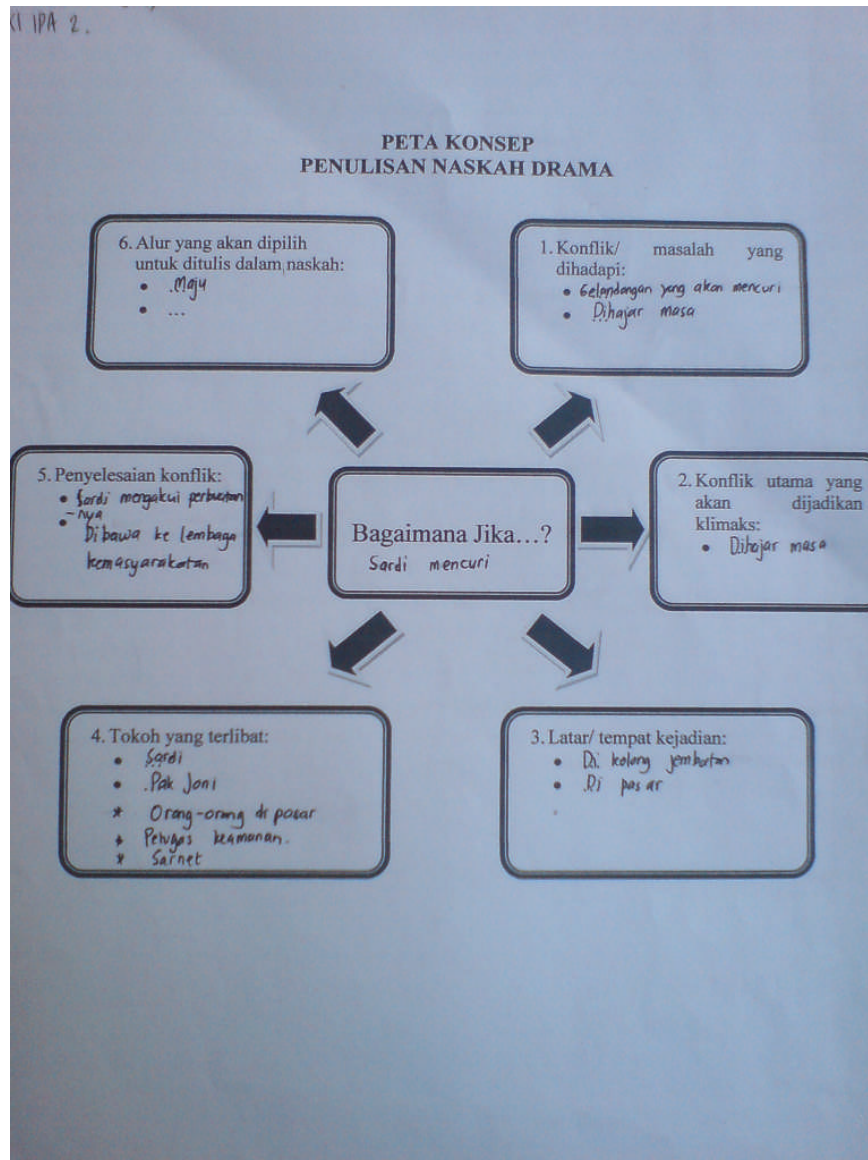 XI IPA 2.
PETA KONSEP
PENULISAN NASKAH DRAMA
6. Alur yang akan dipilih
untuk ditulis dalam naskah:
• .Maju
• ...
1. Konflik/ masalah yang
dihadapi:
• Gelandangan yang akan mencuri
• Dihajar masa
5. Penyelesaian konflik:
• Sardi mengakui perbuatan
-nya
• Dibawa ke lembaga
kemasyarakatan
Bagaimana Jika...?
Sardi mencuri
2. Konflik utama yang
akan dijadikan
klimaks:
• Dihajar masa
4. Tokoh yang terlibat:
• Sardi
• .Pak Joni
* Orang-orang di pasar
* Petugas keamanan.
* Sarnet
3. Latar/ tempat kejadian:
• Di kolong jembatan
• .Di pasar